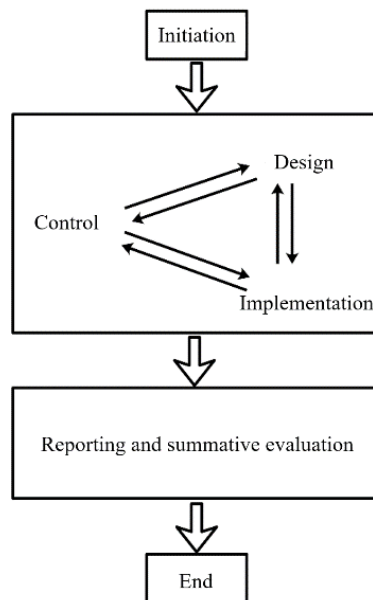 Initiation
Design
Control
Implementation
Reporting and summative evaluation
End